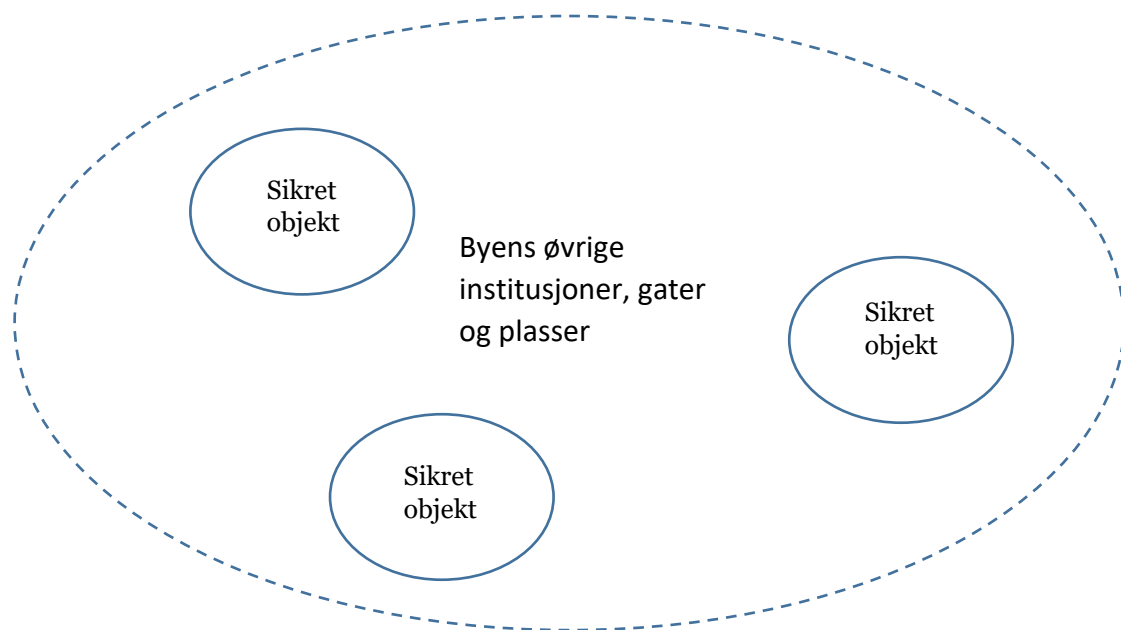 Sikret
objekt
Byens øvrige
institusjoner, gater
og plasser
Sikret
objekt
Sikret
objekt